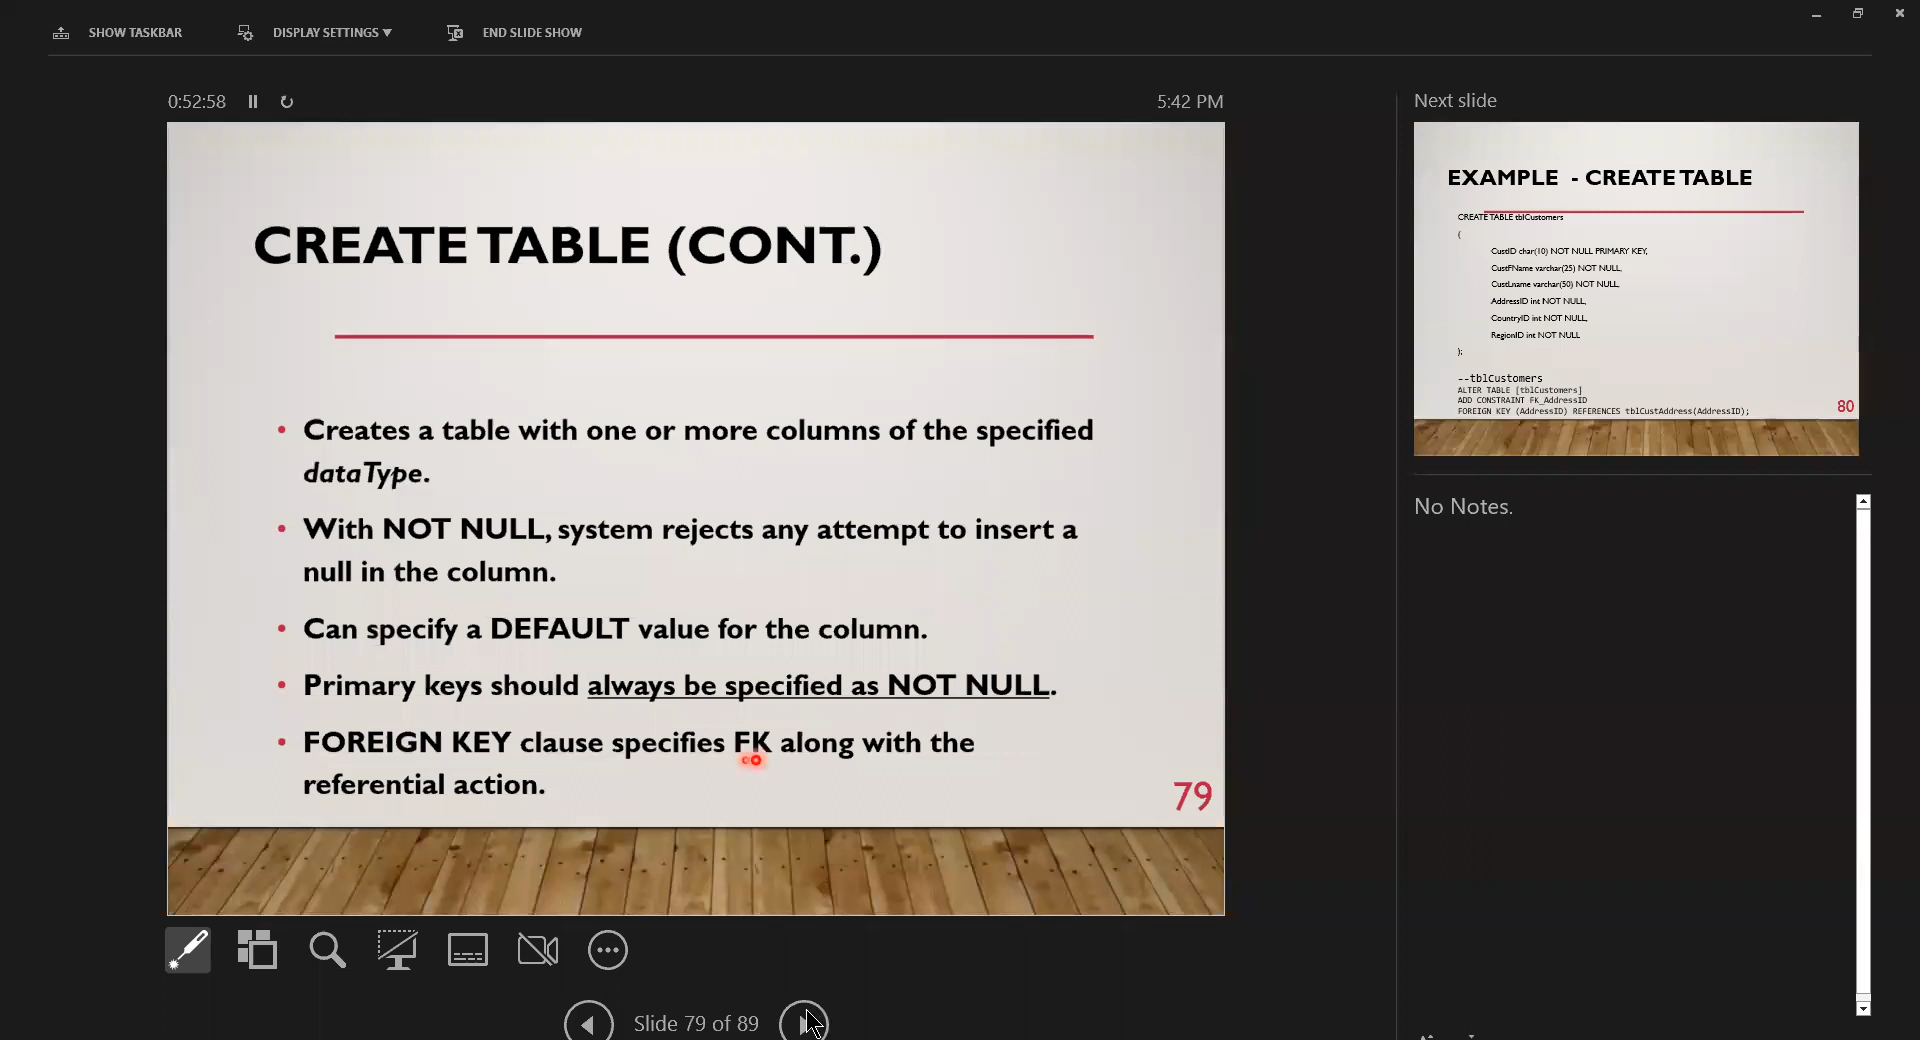 SHOW TASKBAR
DISPLAY SETTINGS ▼
END SLIDE SHOW
0:52:58
5:42 PM
CREATE TABLE (CONT.)
• Creates a table with one or more columns of the specified
dataType.
• With NOT NULL, system rejects any attempt to insert a
null in the column.
• Can specify a DEFAULT value for the column.
• Primary keys should always be specified as NOT NULL.
• FOREIGN KEY clause specifies FK along with the
referential action.
79
Slide 79 of 89
Next slide
EXAMPLE - CREATE TABLE
CREATE TABLE tblCustomers
(
CustID char(10) NOT NULL PRIMARY KEY,
CustFName varchar(25) NOT NULL,
CustLname varchar(50) NOT NULL,
AddressID int NOT NULL,
CountryID int NOT NULL,
RegionID int NOT NULL
);
--tblCustomers
ALTER TABLE [tblCustomers]
ADD CONSTRAINT FK_AddressID
FOREIGN KEY (AddressID) REFERENCES tblCustAddress(AddressID);
80
No Notes.